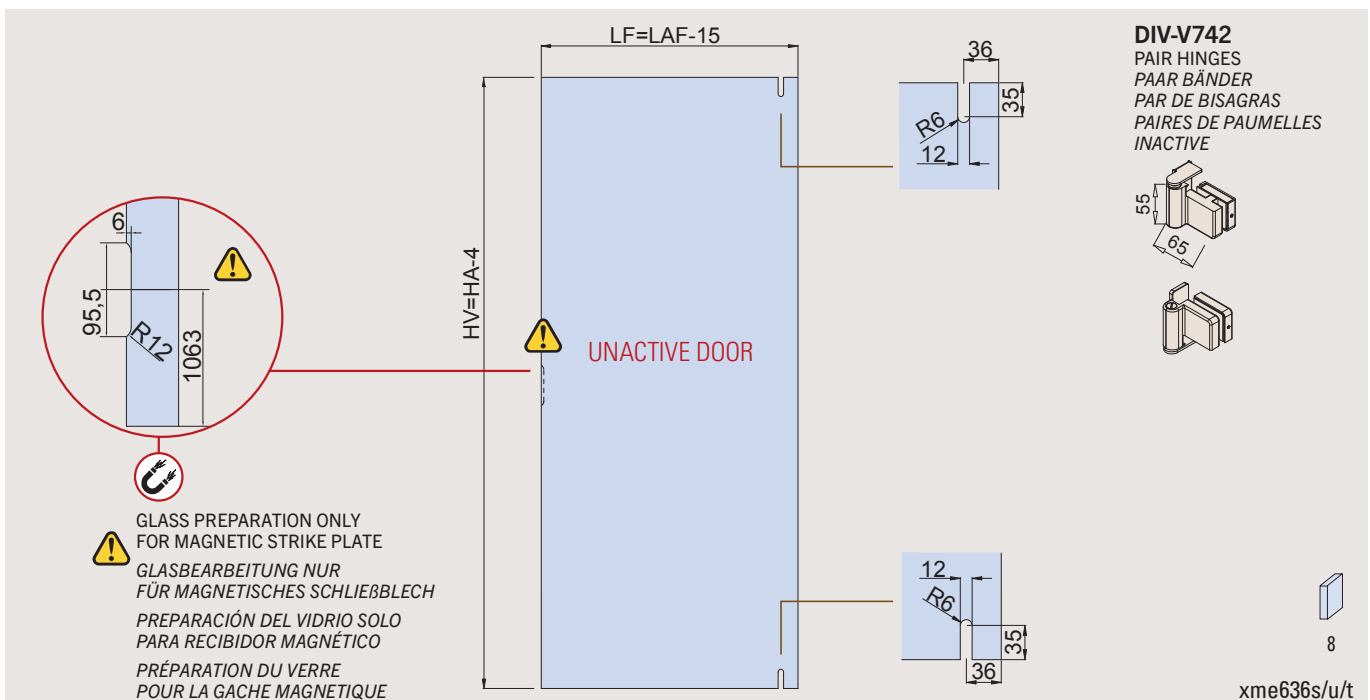 LF=LAF-15
HV=HA-4
UNACTIVE DOOR
6
95,5
R12
1063
GLASS PREPARATION ONLY
FOR MAGNETIC STRIKE PLATE
GLASBEARBEITUNG NUR
FÜR MAGNETISCHES SCHLIEßBLECH
PREPARACIÓN DEL VIDRIO SOLO
PARA RECIBIDOR MAGNÉTICO
PRÉPARATION DU VERRE
POUR LA GACHE MAGNETIQUE
36
35
R6
12
12
R6
35
36
DIV-V742
PAIR HINGES
PAAR BÄNDER
PAR DE BISAGRAS
PAIRES DE PAUMELLES
INACTIVE
55
65
8
xme636s/u/t